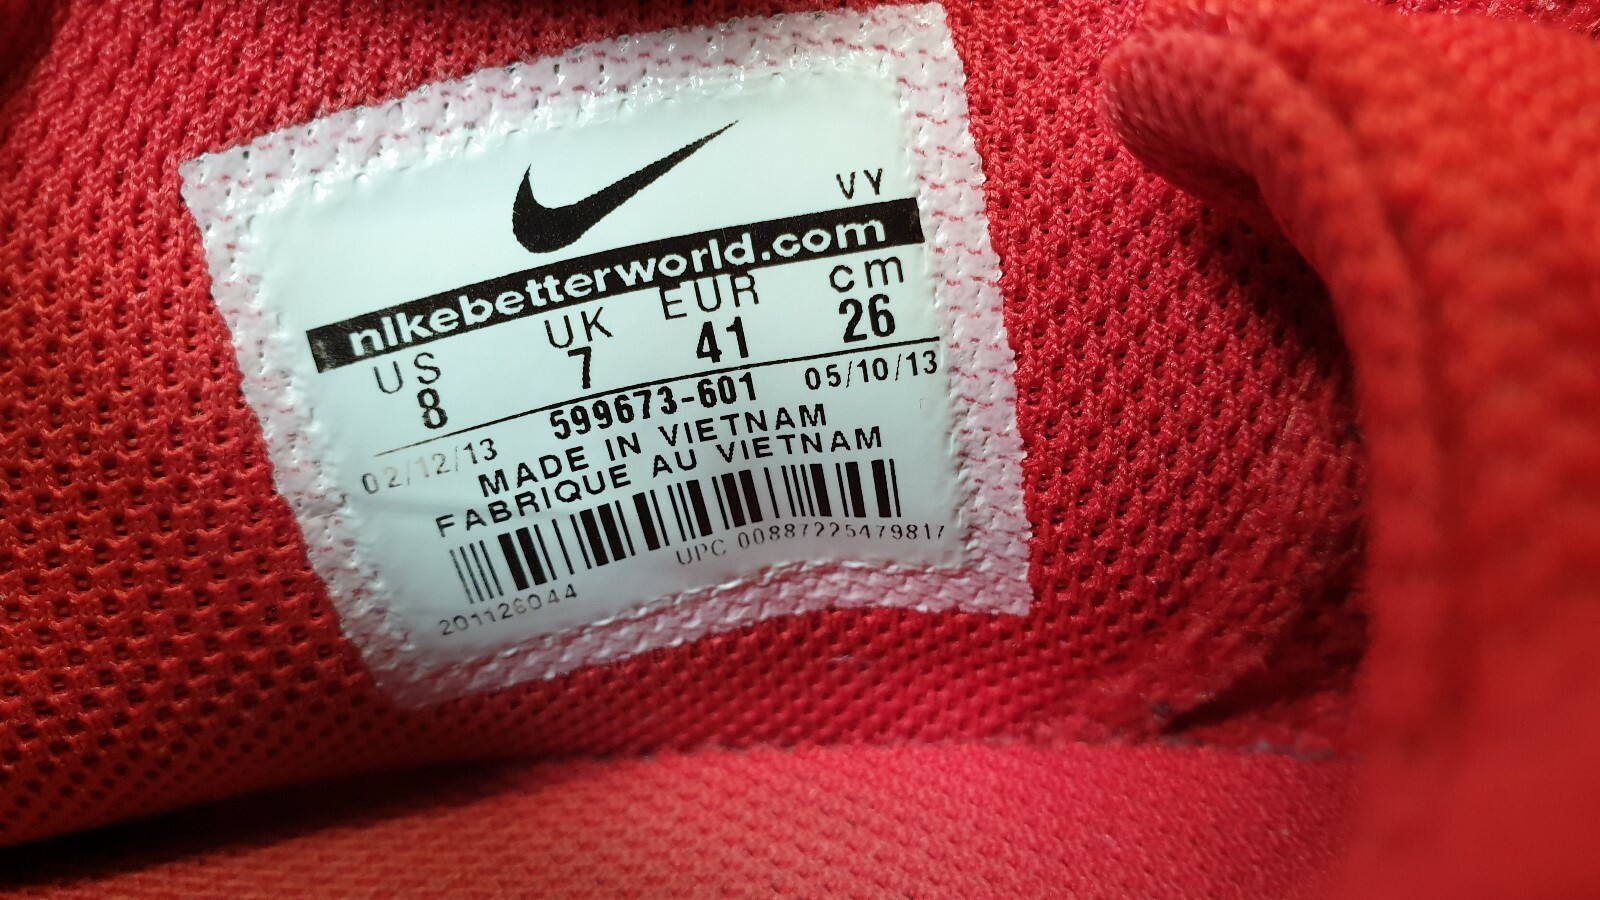 VY
nikebetterworld.com
US UK EUR cm
8 7 41 26
02/12/13 599673-601 05/10/13
MADE IN VIETNAM
FABRIQUE AU VIETNAM
UPC 00887225479817
201126044